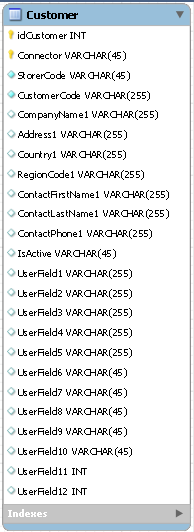 Customer
idCustomer INT
Connector VARCHAR(45)
StorerCode VARCHAR(45)
CustomerCode VARCHAR(255)
CompanyName1 VARCHAR(255)
Address1 VARCHAR(255)
Country1 VARCHAR(255)
RegionCode1 VARCHAR(255)
ContactFirstName1 VARCHAR(255)
ContactLastName1 VARCHAR(255)
ContactPhone1 VARCHAR(255)
IsActive VARCHAR(45)
UserField1 VARCHAR(255)
UserField2 VARCHAR(255)
UserField3 VARCHAR(255)
UserField4 VARCHAR(255)
UserField5 VARCHAR(255)
UserField6 VARCHAR(45)
UserField7 VARCHAR(45)
UserField8 VARCHAR(45)
UserField9 VARCHAR(45)
UserField10 VARCHAR(45)
UserField11 INT
UserField12 INT
Indexes